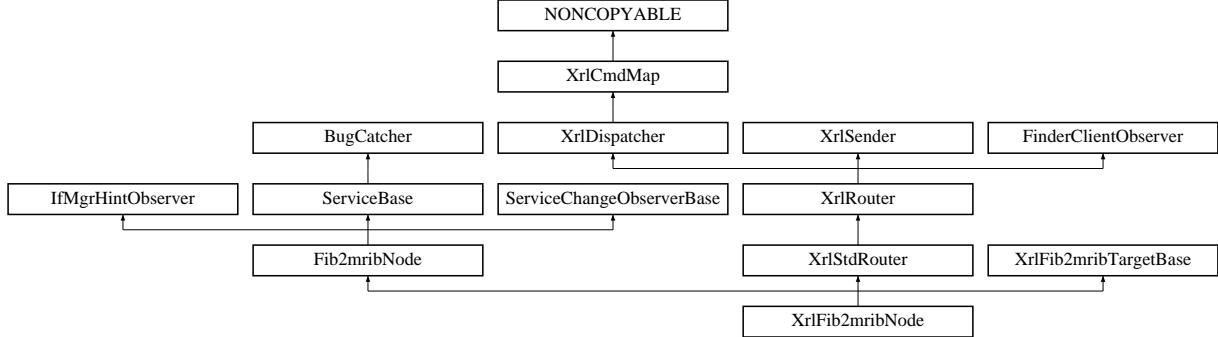 NONCOPYABLE
XrlCmdMap
BugCatcher
XrlDispatcher
XrlSender
FinderClientObserver
IfMgrHintObserver
ServiceBase
ServiceChangeObserverBase
XrlRouter
Fib2mribNode
XrlStdRouter
XrlFib2mribTargetBase
XrlFib2mribNode